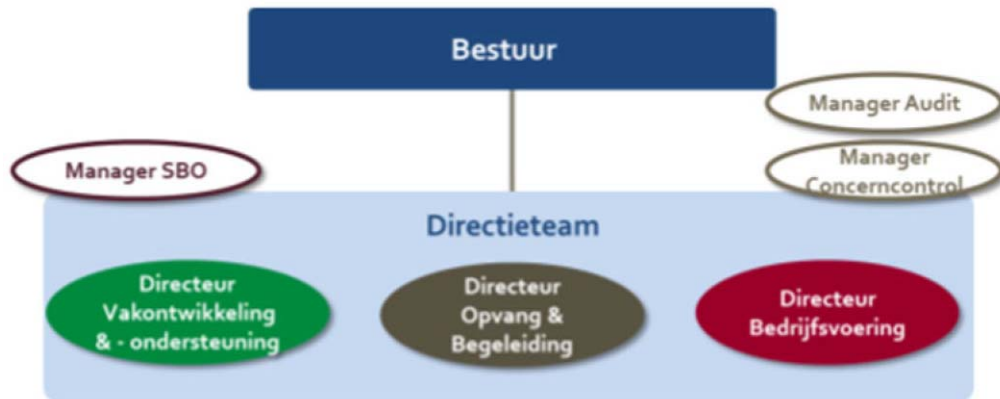 Bestuur
Manager Audit
Manager SBO
Manager
Concerncontrol
Directieteam
Directeur
Vakontwikkeling
& - ondersteuning
Directeur
Opvang &
Begeleiding
Directeur
Bedrijfsvoering